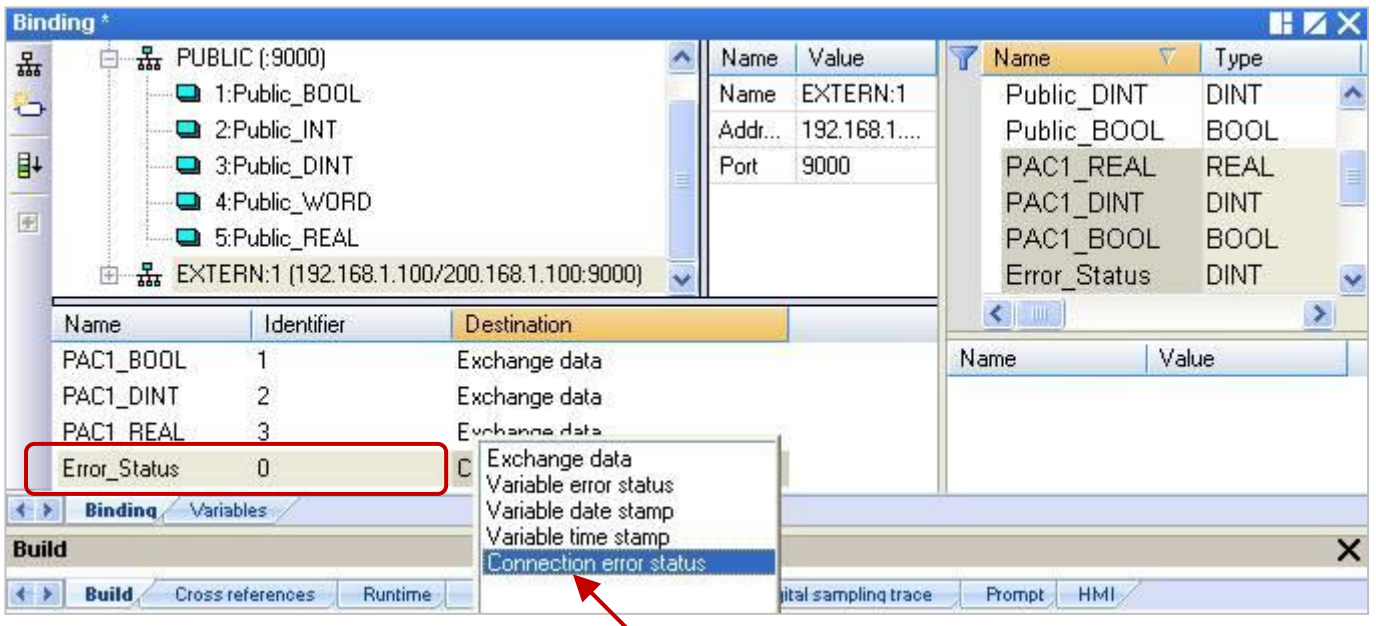 Binding *
PUBLIC (:9000)
1:Public_BOOL
2:Public_INT
3:Public_DINT
4:Public_WORD
5:Public_REAL
EXTERN:1 (192.168.1.100/200.168.1.100:9000)
Name Value
Name EXTERN:1
Addr... 192.168.1....
Port 9000
Name Type
Public_DINT DINT
Public_BOOL BOOL
PAC1_REAL REAL
PAC1_DINT DINT
PAC1_BOOL BOOL
Error_Status DINT
Name Identifier Destination
PAC1_BOOL 1 Exchange data
PAC1_DINT 2 Exchange data
PAC1_REAL 3 Exchange data
Error_Status 0 C
Exchange data
Variable error status
Variable date stamp
Variable time stamp
Connection error status
Name Value
Binding Variables
Build
Build Cross references Runtime sampling trace Prompt HMI